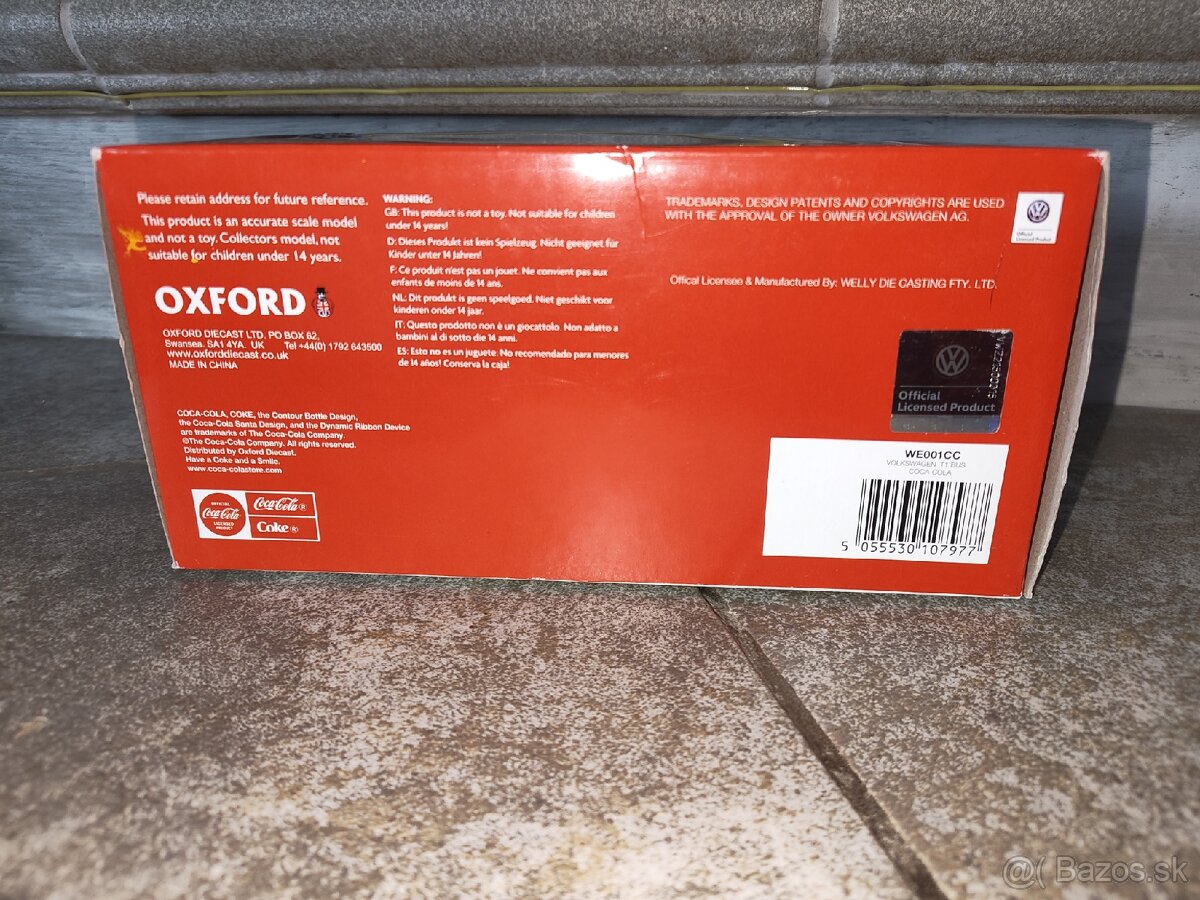 Please retain address for future reference.
This product is an accurate scale model
and not a toy. Collectors model, not
suitable for children under 14 years.
OXFORD
OXFORD DIECAST LTD, PO BOX 62,
Swansea. SA1 4YA. UK Tel +44(0) 1792 643500
www.oxforddiecast.co.uk
MADE IN CHINA
COCA-COLA, COKE, the Contour Bottle Design,
the Coca-Cola Santa Design, and the Dynamic Ribbon Device
are trademarks of The Coca-Cola Company.
©The Coca-Cola Company. All rights reserved.
Distributed by Oxford Diecast.
Have a Coke and a Smile.
www.coca-colastore.com
OFFICIAL
Coca-Cola
LICENSED
PRODUCT
Coca-Cola®
Coke®
WARNING:
GB: This product is not a toy. Not suitable for children
under 14 years!
D: Dieses Produkt ist kein Spielzeug. Nicht geeignet für
Kinder unter 14 Jahren!
F: Ce produit n'est pas un jouet. Ne convient pas aux
enfants de moins de 14 ans.
NL: Dit produkt is geen speelgoed. Niet geschikt voor
kinderen onder 14 jaar.
IT: Questo prodotto non è un giocattolo. Non adatto a
bambini al di sotto die 14 anni.
ES: Esto no es un juguete: No recomendado para menores
de 14 años! Conserva la caja!
TRADEMARKS, DESIGN PATENTS AND COPYRIGHTS ARE USED
WITH THE APPROVAL OF THE OWNER VOLKSWAGEN AG.
Official
Licensed Product
Offical Licensee & Manufactured By: WELLY DIE CASTING FTY. LTD.
Official
Licensed Product
WE001CC
VOLKSWAGEN T1 BUS
COCA COLA
5 055530 107977
@( Bazos.sk